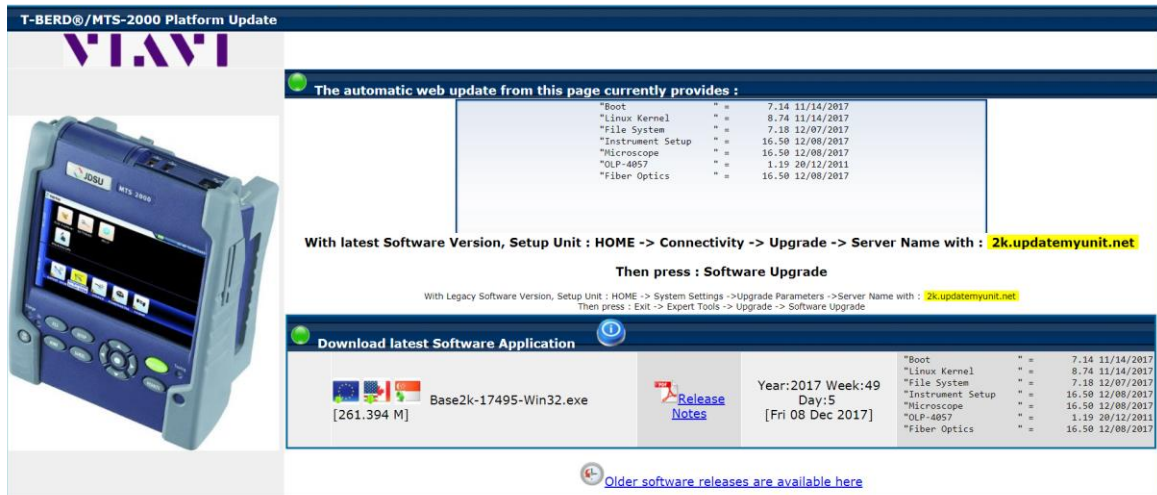 T-BERD®/MTS-2000 Platform Update
VIAVI
The automatic web update from this page currently provides :
"Boot " = 7.14 11/14/2017
"Linux Kernel " = 8.74 11/14/2017
"File System " = 7.18 12/07/2017
"Instrument Setup " = 16.50 12/08/2017
"Microscope " = 16.50 12/08/2017
"OLP-4057 " = 1.19 20/12/2011
"Fiber Optics " = 16.50 12/08/2017
JDSU
MTS 2000
With latest Software Version, Setup Unit : HOME -> Connectivity -> Upgrade -> Server Name with : 2k.updatemyunit.net
Then press : Software Upgrade
With Legacy Software Version, Setup Unit : HOME -> System Settings ->Upgrade Parameters ->Server Name with : 2k.updatemyunit.net
Then press : Exit -> Expert Tools -> Upgrade -> Software Upgrade
Download latest Software Application
[261.394 M]
Base2k-17495-Win32.exe
Release
Notes
Year:2017 Week:49
Day:5
[Fri 08 Dec 2017]
"Boot " = 7.14 11/14/2017
"Linux Kernel " = 8.74 11/14/2017
"File System " = 7.18 12/07/2017
"Instrument Setup " = 16.50 12/08/2017
"Microscope " = 16.50 12/08/2017
"OLP-4057 " = 1.19 20/12/2011
"Fiber Optics " = 16.50 12/08/2017
Older software releases are available here